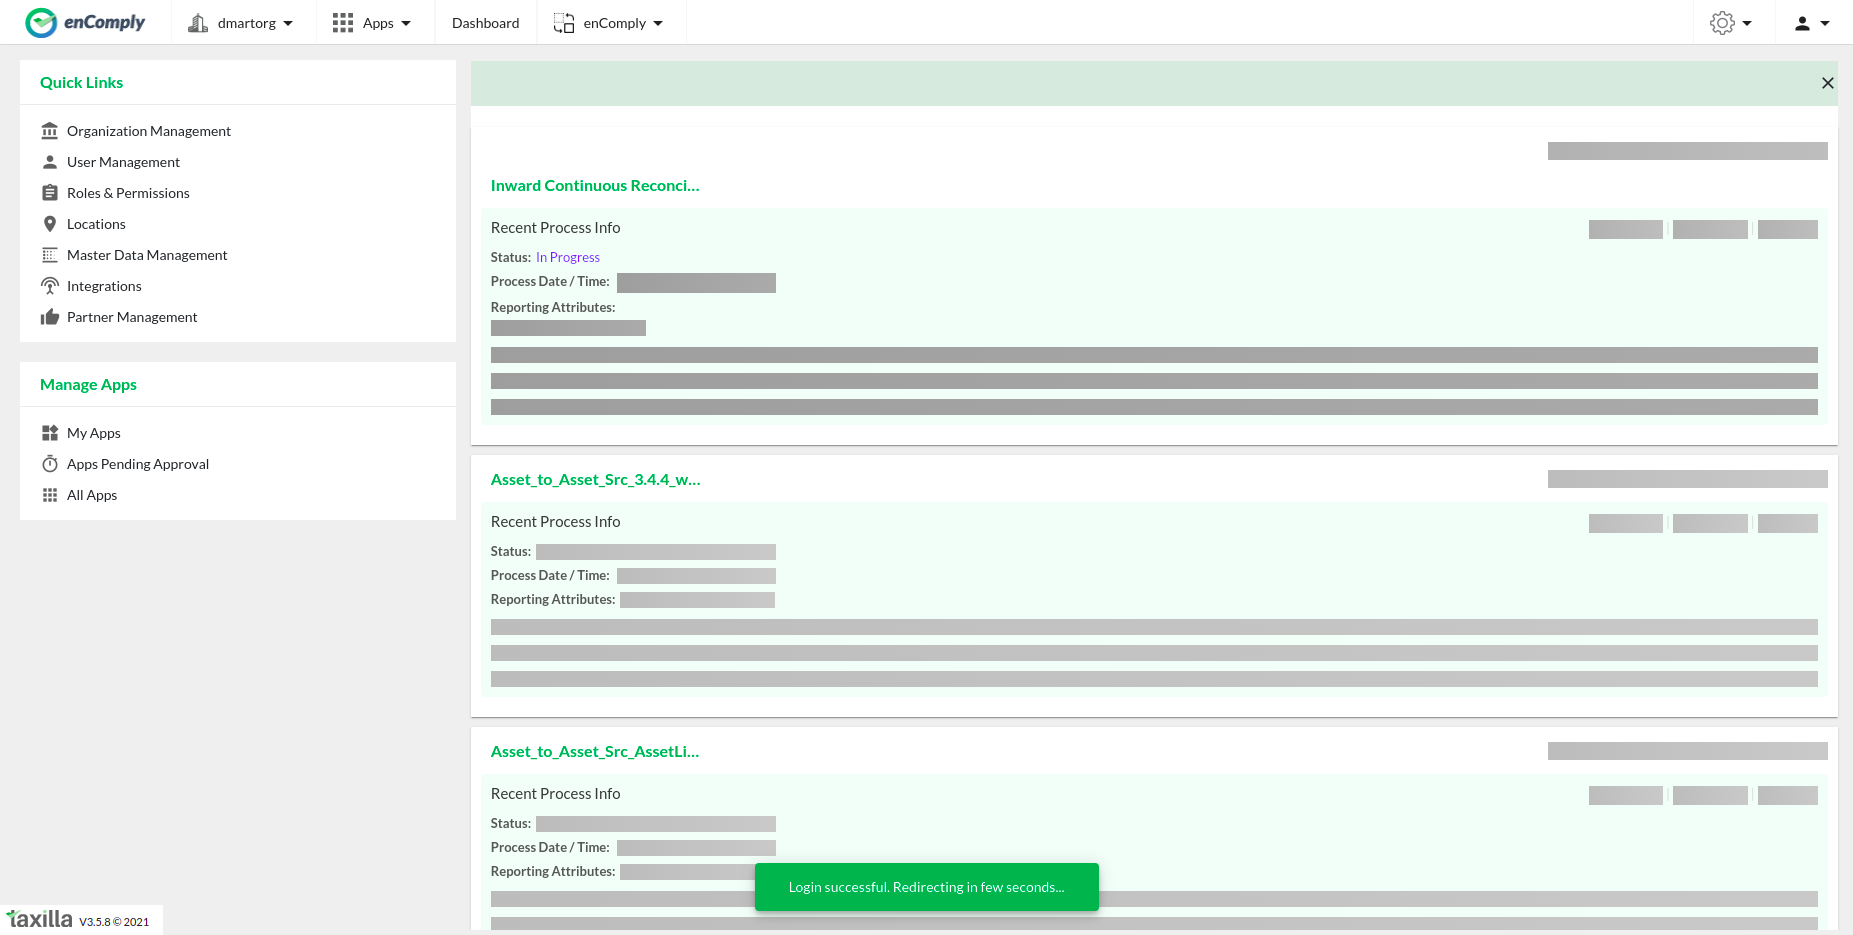 enComply
dmartorg
Apps
Dashboard
enComply
Quick Links
Organization Management
User Management
Roles & Permissions
Locations
Master Data Management
Integrations
Partner Management
Manage Apps
My Apps
Apps Pending Approval
All Apps
Inward Continuous Reconci...
Recent Process Info
Status: In Progress
Process Date / Time:
Reporting Attributes:
Asset_to_Asset_Src_3.4.4_w...
Recent Process Info
Status:
Process Date / Time:
Reporting Attributes:
Asset_to_Asset_Src_AssetLi...
Recent Process Info
Status:
Process Date / Time:
Reporting Attributes:
Login successful. Redirecting in few seconds...
taxilla V3.5.8 © 2021